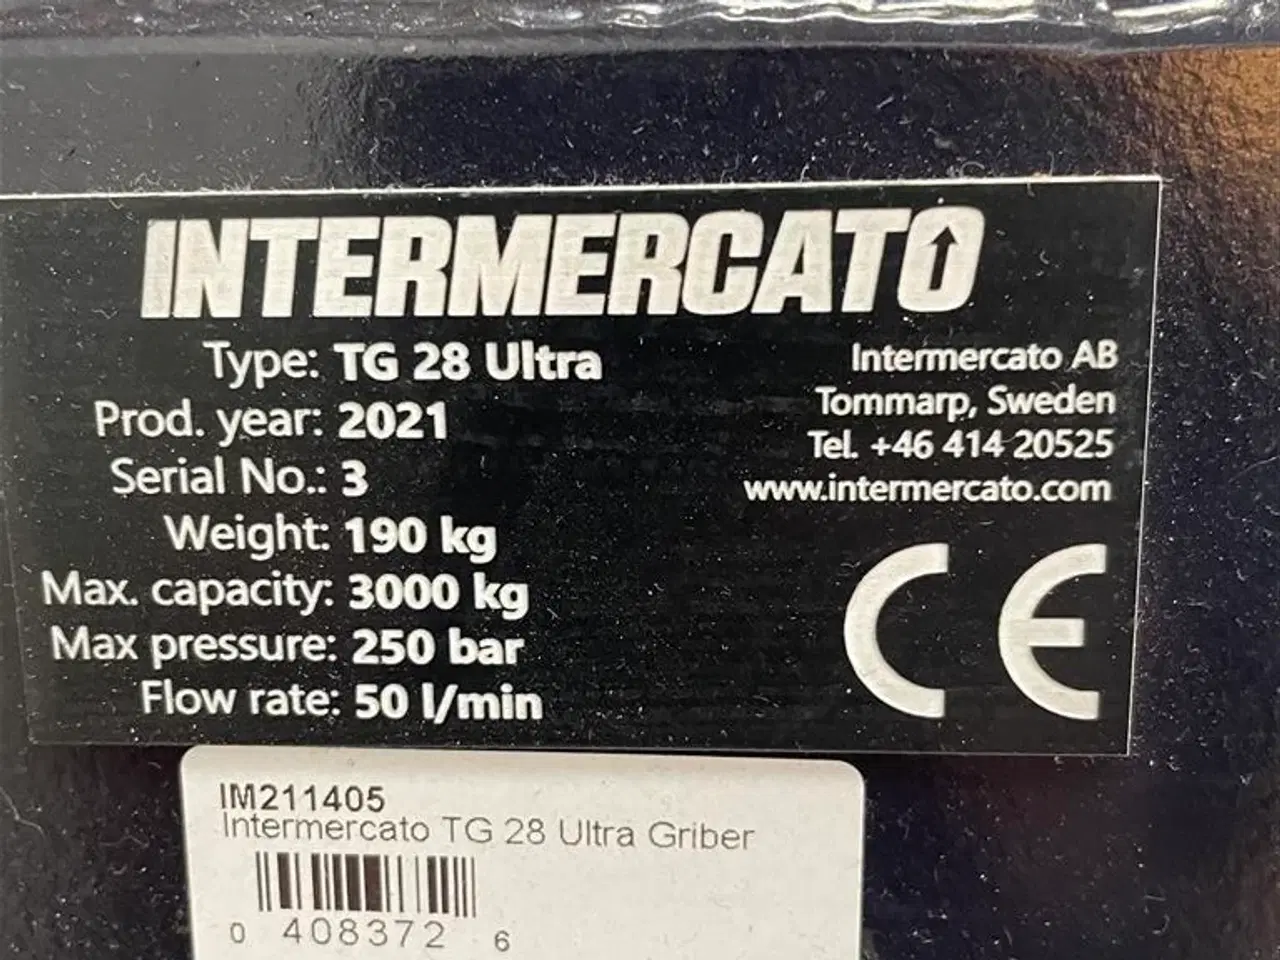 INTERMERCATO
Type: TG 28 Ultra
Prod. year: 2021
Serial No.: 3
Weight: 190 kg
Max. capacity: 3000 kg
Max pressure: 250 bar
Flow rate: 50 l/min
Intermercato AB
Tommarp, Sweden
Tel. +46 414 20525
www.intermercato.com
CE
IM211405
Intermercato TG 28 Ultra Griber
0 408372 6